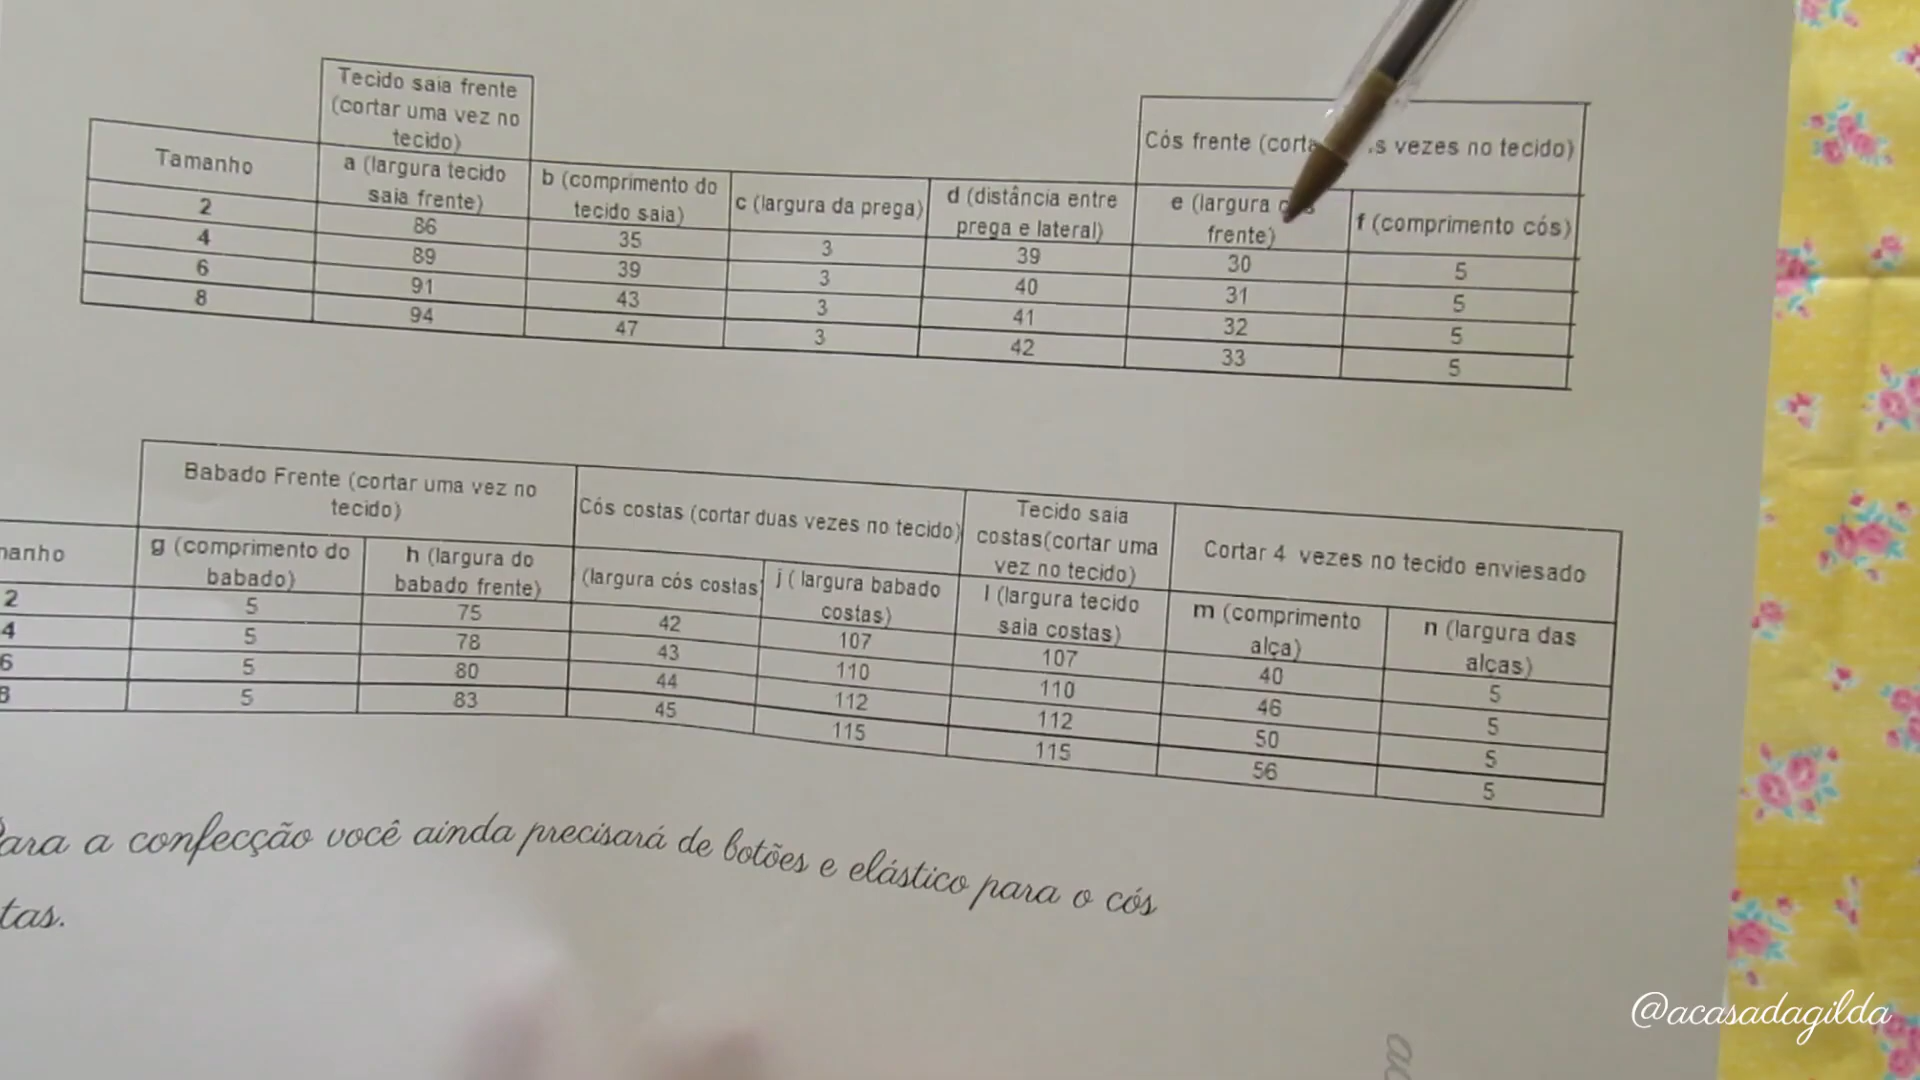 Tecido saia frente
(cortar uma vez no
tecido)
Cós frente (corta s vezes no tecido)
Tamanho
a (largura tecido
saia frente)
b (comprimento do
tecido saia)
c (largura da prega)
d (distância entre
prega e lateral)
e (largura
frente)
f (comprimento cós)
2 86 35 3 39 30 5
4 89 39 3 40 31 5
6 91 43 3 41 32 5
8 94 47 3 42 33 5
Babado Frente (cortar uma vez no
tecido)
Cós costas (cortar duas vezes no tecido)
Tecido saia
costas(cortar uma
vez no tecido)
Cortar 4 vezes no tecido enviesado
manho
g (comprimento do
babado)
h (largura do
babado frente)
(largura cós costas)
j ( largura babado
costas)
l (largura tecido
saia costas)
m (comprimento
alça)
n (largura das
alças)
2 5 75 42 107 107 40 5
4 5 78 43 110 110 46 5
6 5 80 44 112 112 50 5
8 5 83 45 115 115 56 5
Para a confecção você ainda precisará de botões e elástico para o cós
tas.
@acasadagilda